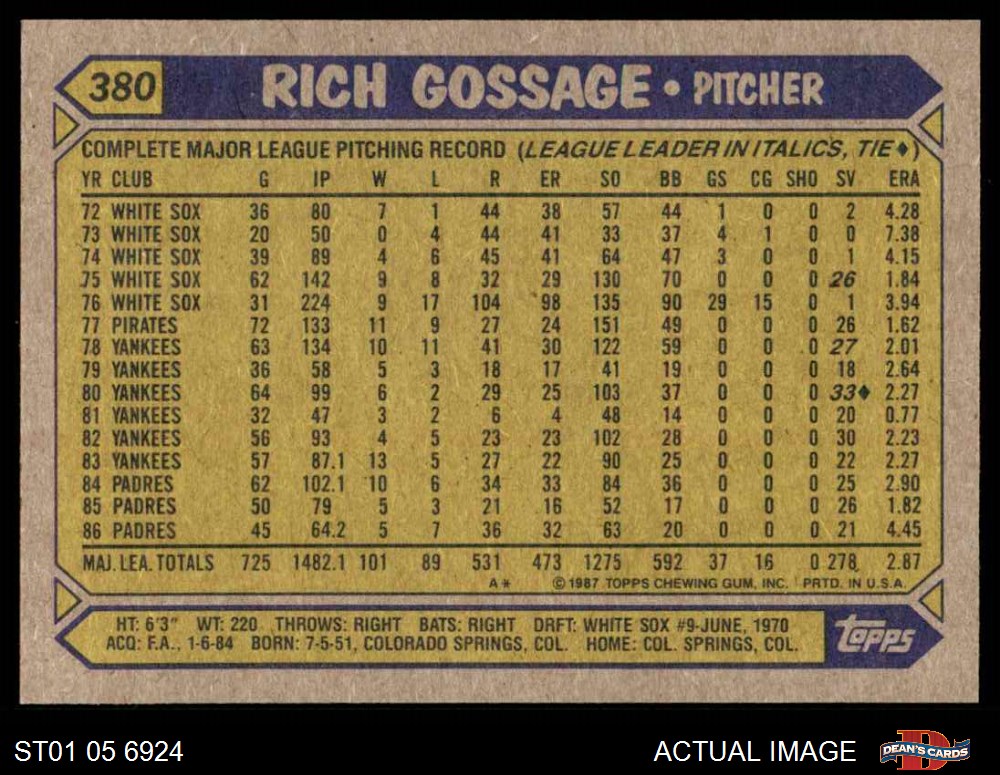 380 RICH GOSSAGE • PITCHER
COMPLETE MAJOR LEAGUE PITCHING RECORD (LEAGUE LEADER IN ITALICS, TIE♦)
YR CLUB G IP W L R ER SO BB GS CG SHO SV ERA
72 WHITE SOX 36 80 7 1 44 38 57 44 1 0 0 2 4.28
73 WHITE SOX 20 50 0 4 44 41 33 37 4 1 0 0 7.38
74 WHITE SOX 39 89 4 6 45 41 64 47 3 0 0 1 4.15
75 WHITE SOX 62 142 9 8 32 29 130 70 0 0 0 26 1.84
76 WHITE SOX 31 224 9 17 104 98 135 90 29 15 0 1 3.94
77 PIRATES 72 133 11 9 27 24 151 49 0 0 0 26 1.62
78 YANKEES 63 134 10 11 41 30 122 59 0 0 0 27 2.01
79 YANKEES 36 58 5 3 18 17 41 19 0 0 0 18 2.64
80 YANKEES 64 99 6 2 29 25 103 37 0 0 0 33♦ 2.27
81 YANKEES 32 47 3 2 6 4 48 14 0 0 0 20 0.77
82 YANKEES 56 93 4 5 23 23 102 28 0 0 0 30 2.23
83 YANKEES 57 87.1 13 5 27 22 90 25 0 0 0 22 2.27
84 PADRES 62 102.1 10 6 34 33 84 36 0 0 0 25 2.90
85 PADRES 50 79 5 3 21 16 52 17 0 0 0 26 1.82
86 PADRES 45 64.2 5 7 36 32 63 20 0 0 0 21 4.45
MAJ. LEA. TOTALS 725 1482.1 101 89 531 473 1275 592 37 16 0 278 2.87
A* © 1987 TOPPS CHEWING GUM, INC. PRTD. IN U.S.A.
HT: 6'3" WT: 220 THROWS: RIGHT BATS: RIGHT DRFT: WHITE SOX #9-JUNE, 1970
ACQ: F.A., 1-6-84 BORN: 7-5-51, COLORADO SPRINGS, COL. HOME: COL. SPRINGS, COL.
topps
ST01 05 6924 ACTUAL IMAGE D DEAN'S CARDS